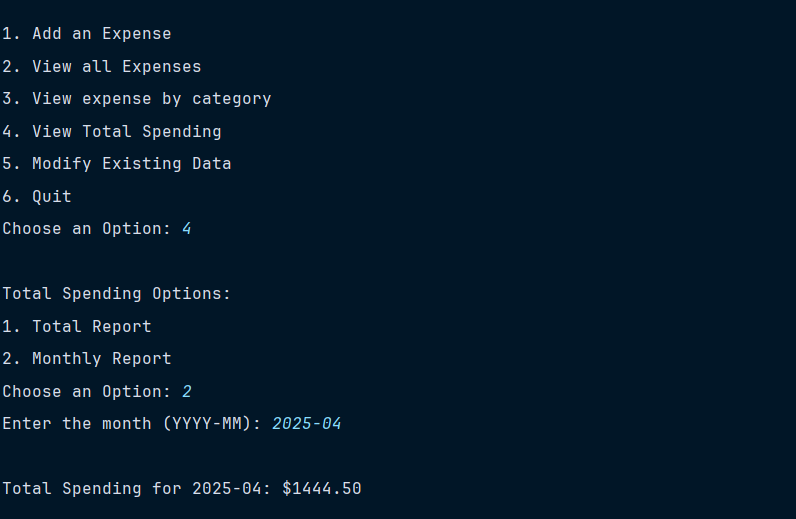 1. Add an Expense
2. View all Expenses
3. View expense by category
4. View Total Spending
5. Modify Existing Data
6. Quit
Choose an Option: 4
Total Spending Options:
1. Total Report
2. Monthly Report
Choose an Option: 2
Enter the month (YYYY-MM): 2025-04
Total Spending for 2025-04: $1444.50